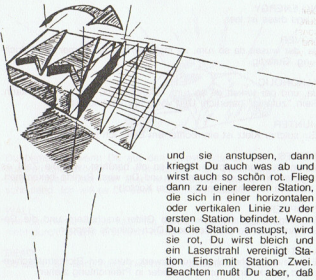 und sie anstupsen, dann
kriegst Du auch was ab und
wirst auch so schön rot. Flieg
dann zu einer leeren Station,
die sich in einer horizontalen
oder vertikalen Linie zu der
ersten Station befindet. Wenn
Du die Station anstupst, wird
sie rot, Du wirst bleich und
ein Laserstrahl vereinigt Sta-
tion Eins mit Station Zwei.
Beachten mußt Du aber, daß